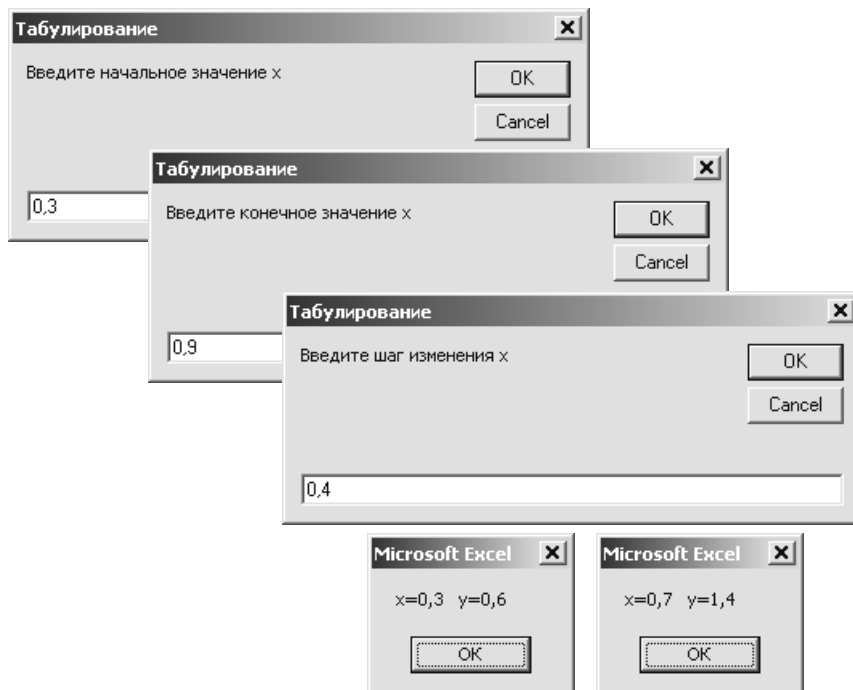 Табулирование
Введите начальное значение x
OK
Cancel
0,3
Табулирование
Введите конечное значение x
OK
Cancel
0,9
Табулирование
Введите шаг изменения x
OK
Cancel
0,4
Microsoft Excel
x=0,3 y=0,6
OK
Microsoft Excel
x=0,7 y=1,4
OK